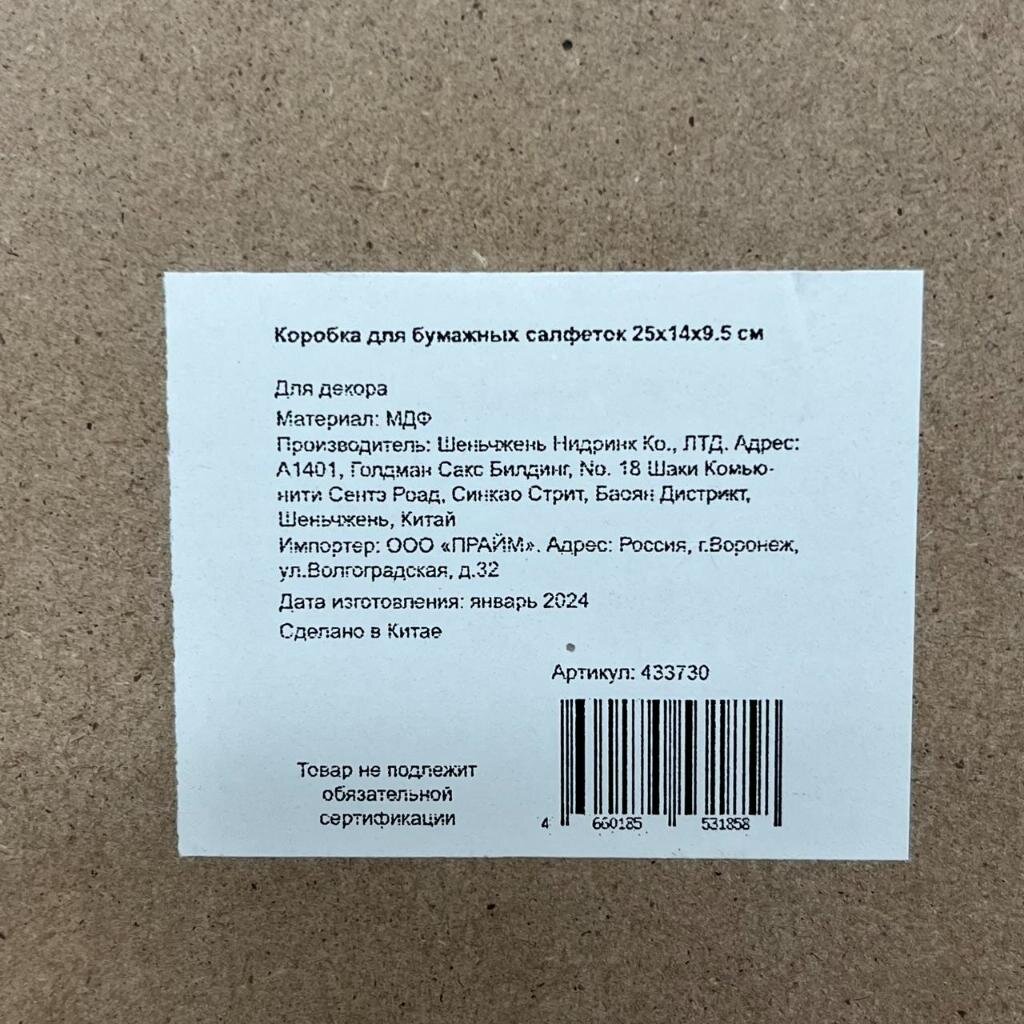 Коробка для бумажных салфеток 25х14х9.5 см
Для декора
Материал: МДФ
Производитель: Шеньчжень Нидринк Ко., ЛТД. Адрес:
А1401, Голдман Сакс Билдинг, No. 18 Шаки Комью-
нити Сентэ Роад, Синкао Стрит, Баоян Дистрикт,
Шеньчжень, Китай
Импортер: ООО «ПРАЙМ». Адрес: Россия, г.Воронеж,
ул.Волгоградская, д.32
Дата изготовления: январь 2024
Сделано в Китае
Артикул: 433730
Товар не подлежит
обязательной
сертификации
4 660185 531858